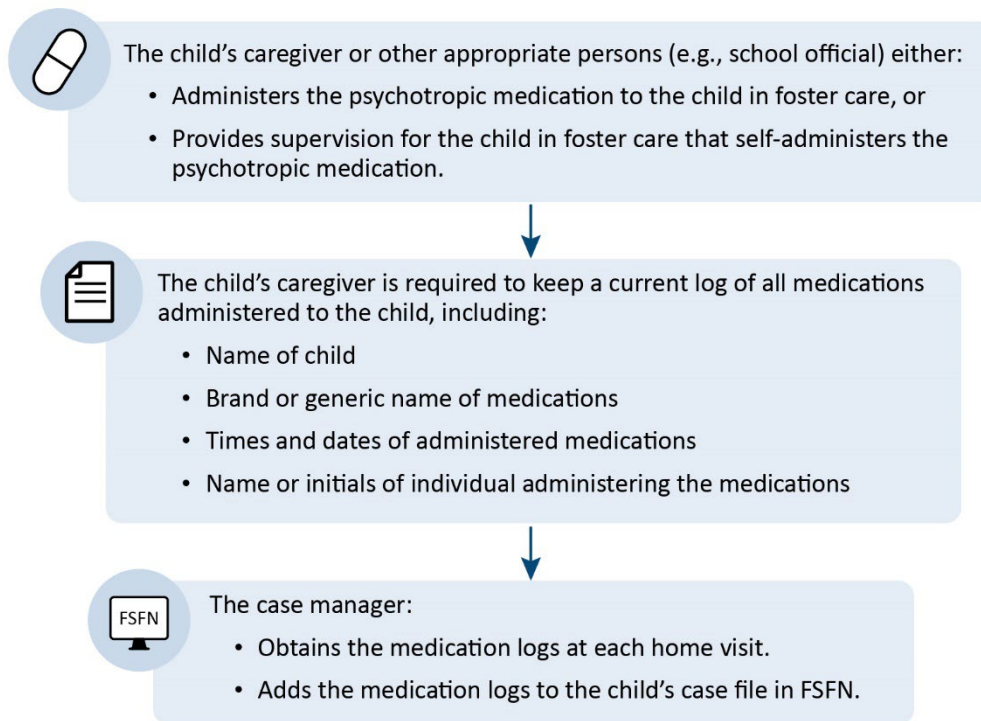 The child's caregiver or other appropriate persons (e.g., school official) either:
• Administers the psychotropic medication to the child in foster care, or
• Provides supervision for the child in foster care that self-administers the
psychotropic medication.
The child's caregiver is required to keep a current log of all medications
administered to the child, including:
• Name of child
• Brand or generic name of medications
• Times and dates of administered medications
• Name or initials of individual administering the medications
FSFN
The case manager:
• Obtains the medication logs at each home visit.
• Adds the medication logs to the child's case file in FSFN.